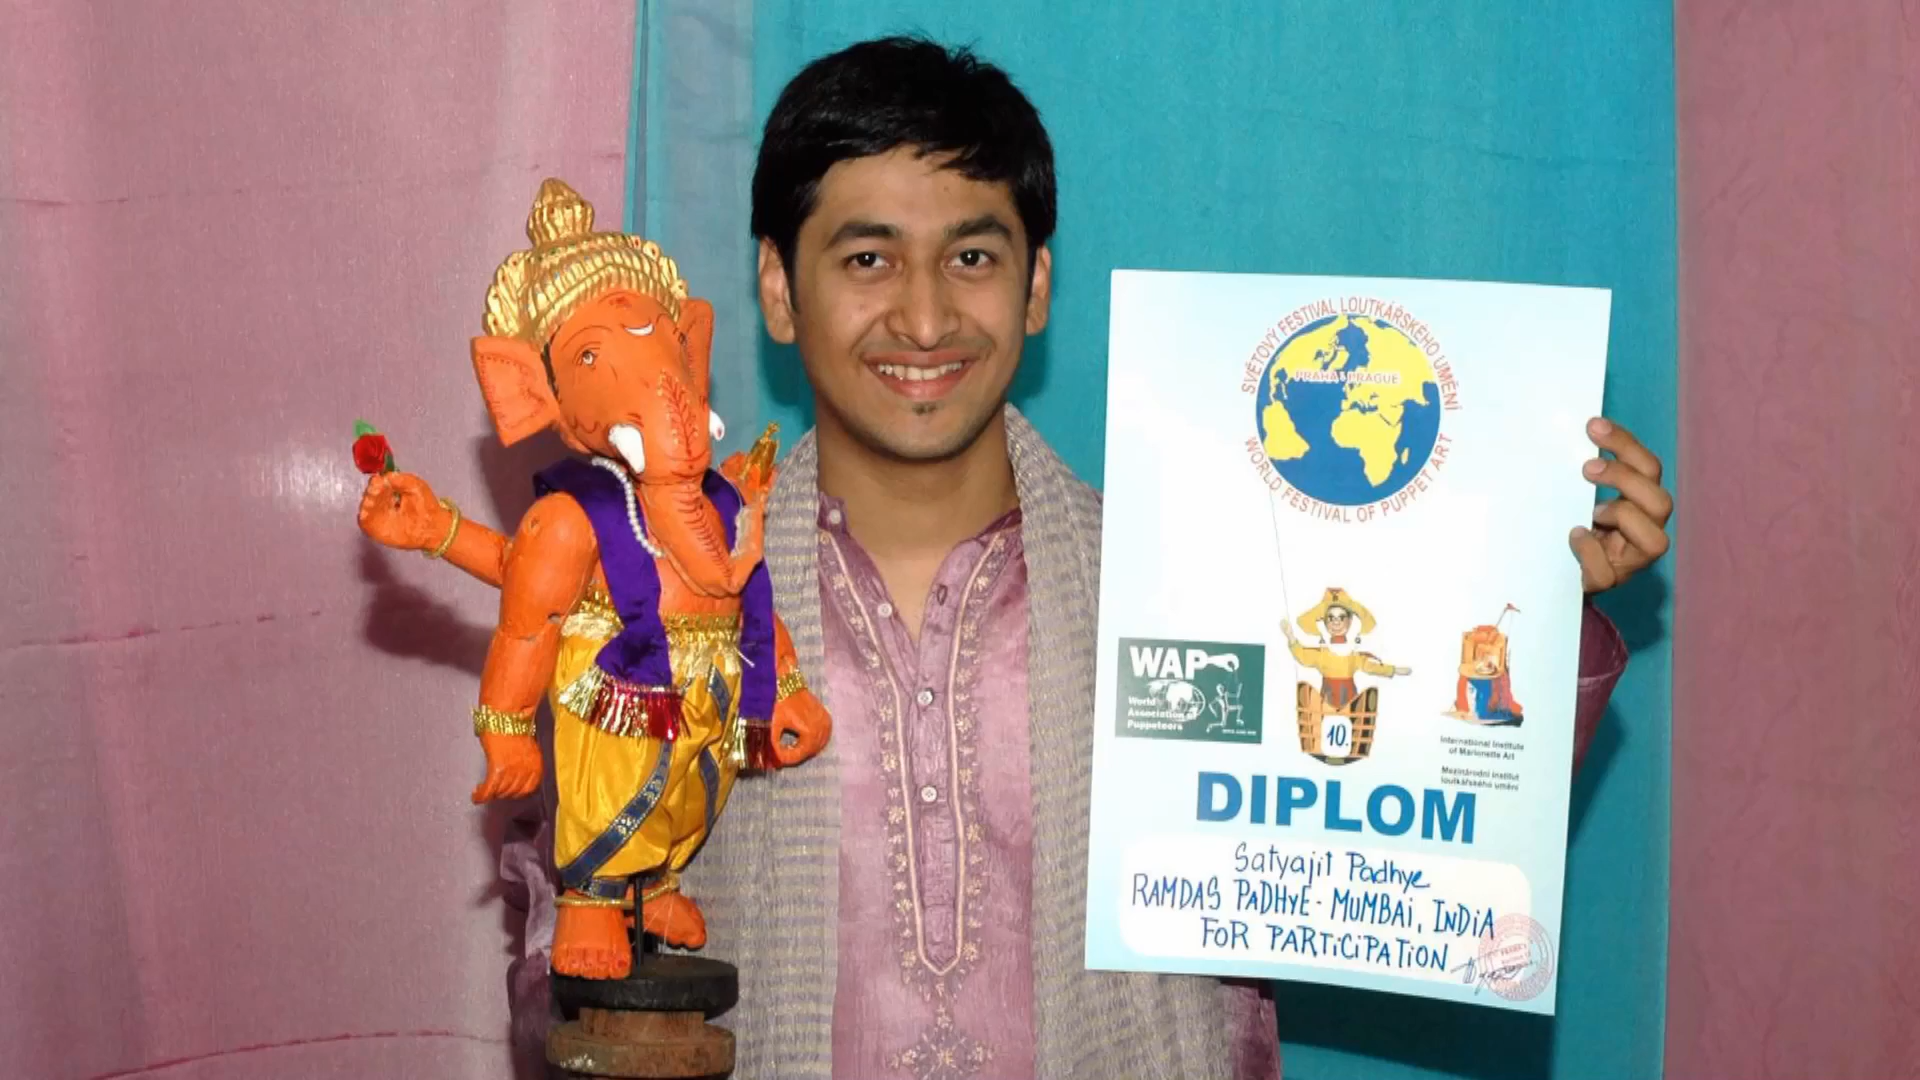 SVĚTOVÝ FESTIVAL LOUTKÁŘSKÉHO UMĚNÍ
PRAHA & PRAGUE
WORLD FESTIVAL OF PUPPET ART
WAP
World
Association of
Puppeteers
10.
International Institute
of Marionette Art
Mezinárodní institut
loutkářského umění
DIPLOM
Satyajit Padhye
RAMDAS PADHYE - MUMBAi, INDiA
FOR PARTiCiPATiON